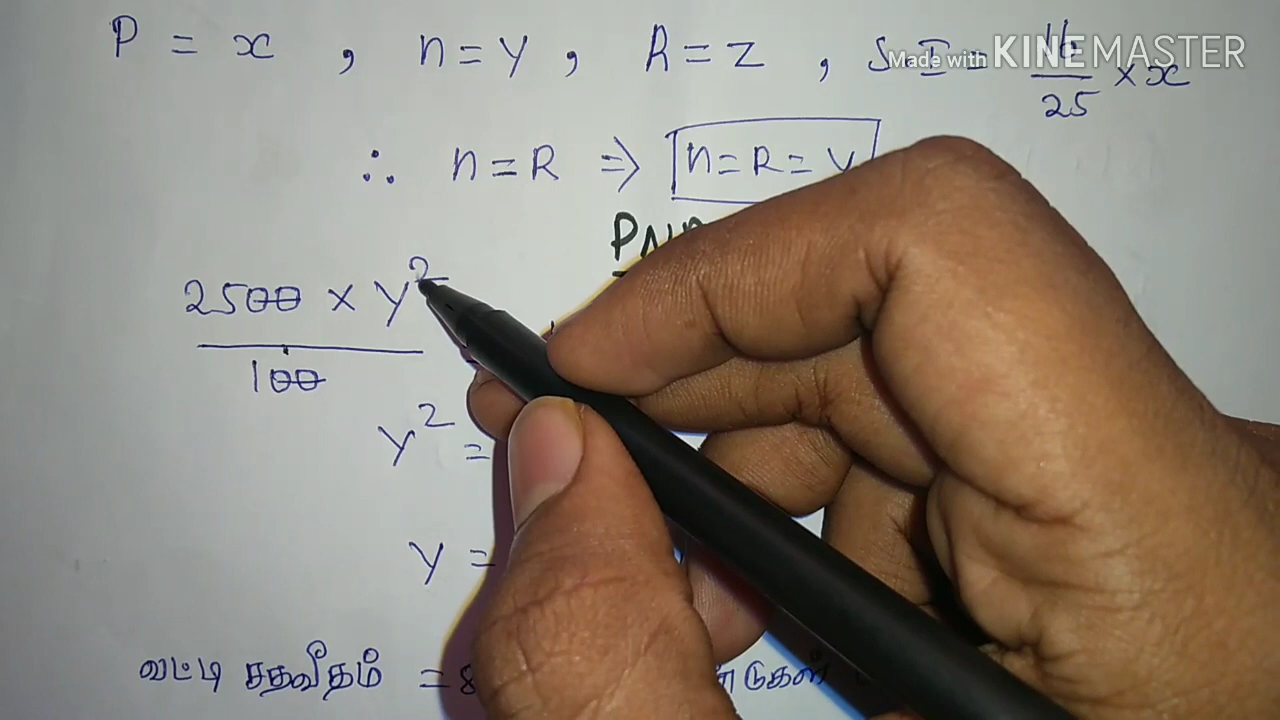 P = x , n = y , R = z , S.I = 16/25 × x
Made with KINEMASTER
∴ n = R ⇒ n = R = y
2500 × y²
100
y² =
y =
வட்டி சதவீதம் = 8